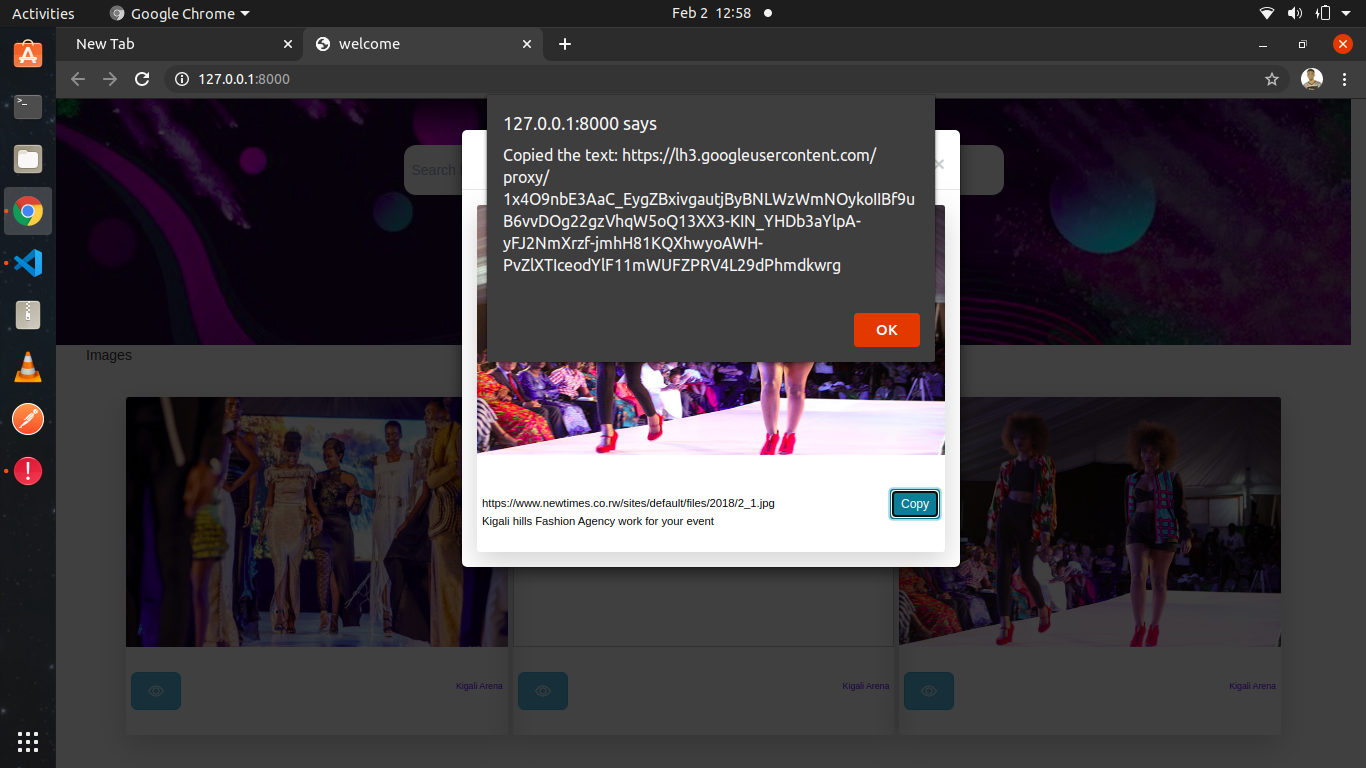 Activities
Google Chrome
Feb 2 12:58
New Tab
welcome
127.0.0.1:8000
127.0.0.1:8000 says
Copied the text: https://lh3.googleusercontent.com/
proxy/
1x4O9nbE3AaC_EygZBxivgautjByBNLWzWmNOykoIIBf9u
B6vvDOg22gzVhqW5oQ13XX3-KIN_YHDb3aYlpA-
yFJ2NmXrzf-jmhH81KQXhwyoAWH-
PvZlXTIceodYlF11mWUFZPRV4L29dPhmdkwrg
OK
Search
Images
https://www.newtimes.co.rw/sites/default/files/2018/2_1.jpg
Copy
Kigali hills Fashion Agency work for your event
Kigali Arena
Kigali Arena
Kigali Arena